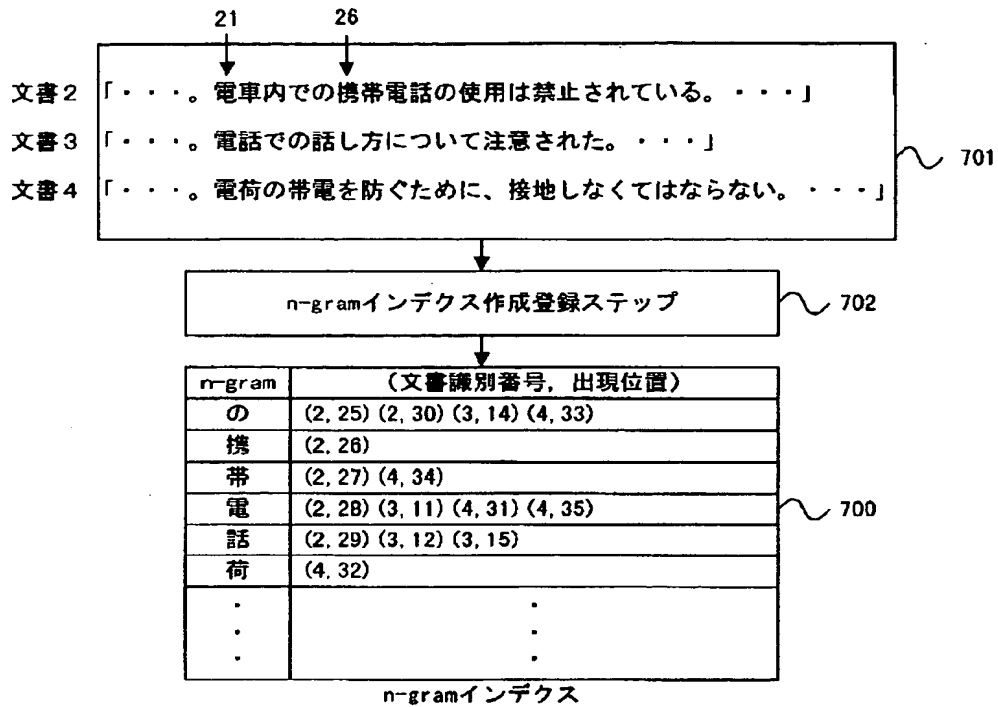 21 26
文書2 「・・・。電車内での携帯電話の使用は禁止されている。・・・」
文書3 「・・・。電話での話し方について注意された。・・・」
文書4 「・・・。電荷の帯電を防ぐために、接地しなくてはならない。・・・」
701
n-gramインデクス作成登録ステップ
702
n-gram (文書識別番号, 出現位置)
の (2, 25) (2, 30) (3, 14) (4, 33)
携 (2, 26)
帯 (2, 27) (4, 34)
電 (2, 28) (3, 11) (4, 31) (4, 35)
700
話 (2, 29) (3, 12) (3, 15)
荷 (4, 32)
・ ・
・ ・
・ ・
n-gramインデクス